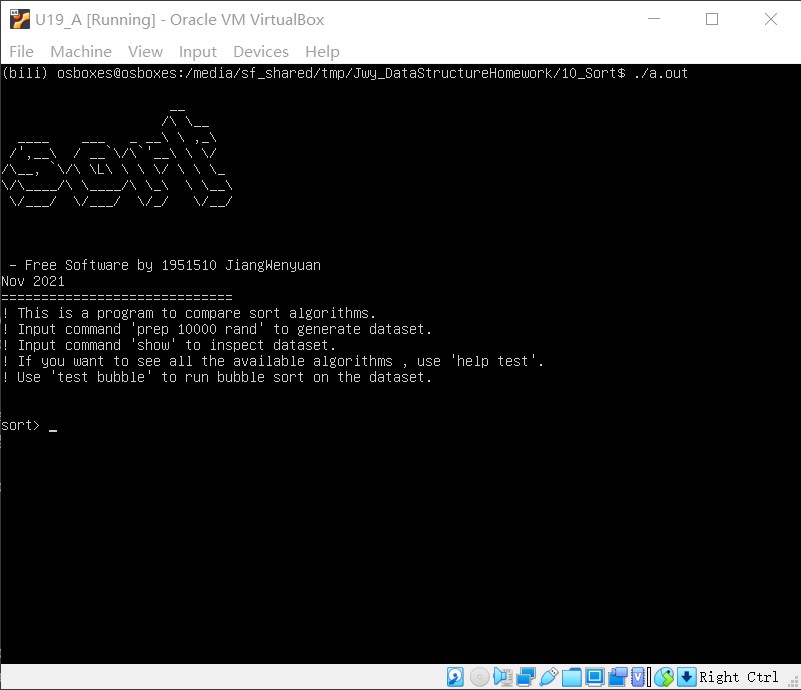 U19_A [Running] - Oracle VM VirtualBox
File Machine View Input Devices Help
(bili) osboxes@osboxes:/media/sf_shared/tmp/Jwy_DataStructureHomework/10_Sort$ ./a.out
sort
- Free Software by 1951510 JiangWenyuan
Nov 2021
=============================
! This is a program to compare sort algorithms.
! Input command 'prep 10000 rand' to generate dataset.
! Input command 'show' to inspect dataset.
! If you want to see all the available algorithms , use 'help test'.
! Use 'test bubble' to run bubble sort on the dataset.
sort> _
Right Ctrl